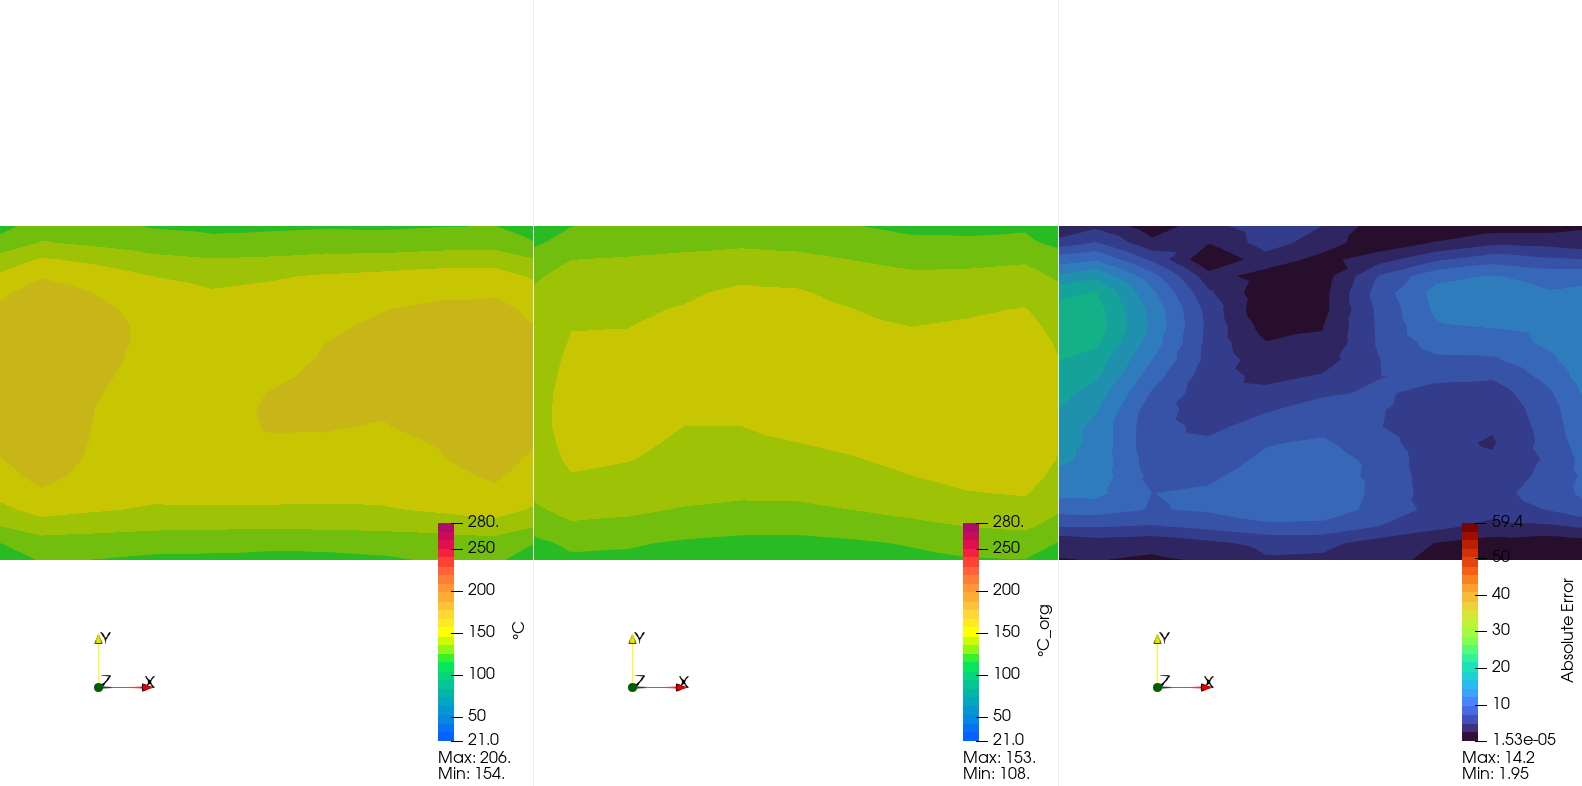 280.
250
200
150
100
50
21.0
°C
Max: 206.
Min: 154.
Y
Z
X
280.
250
200
150
100
50
21.0
°C_org
Max: 153.
Min: 108.
Y
Z
X
59.4
50
40
30
20
10
1.53e-05
Absolute Error
Max: 14.2
Min: 1.95
Y
Z
X